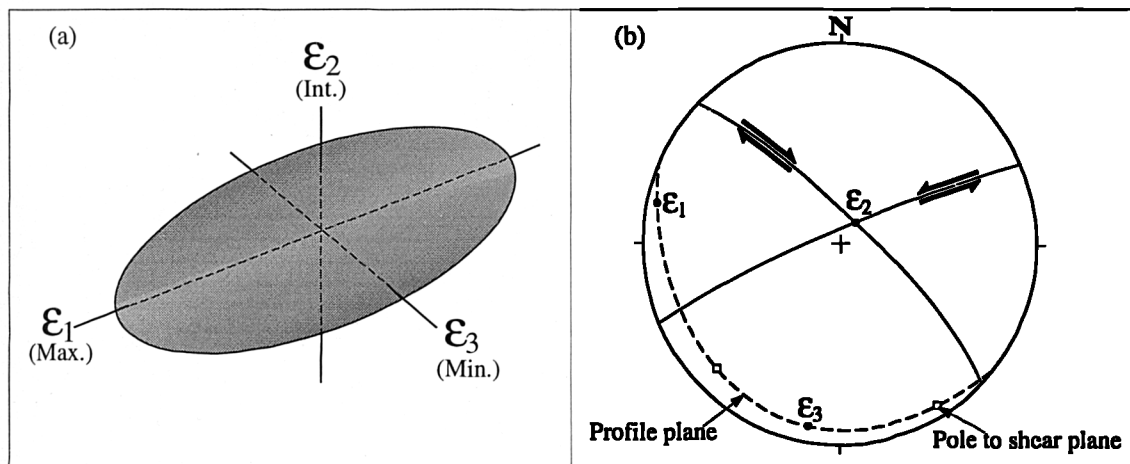 (a)
ε2
(Int.)
ε1
(Max.)
ε3
(Min.)
(b)
N
ε1
ε2
ε3
Profile plane
Pole to shear plane